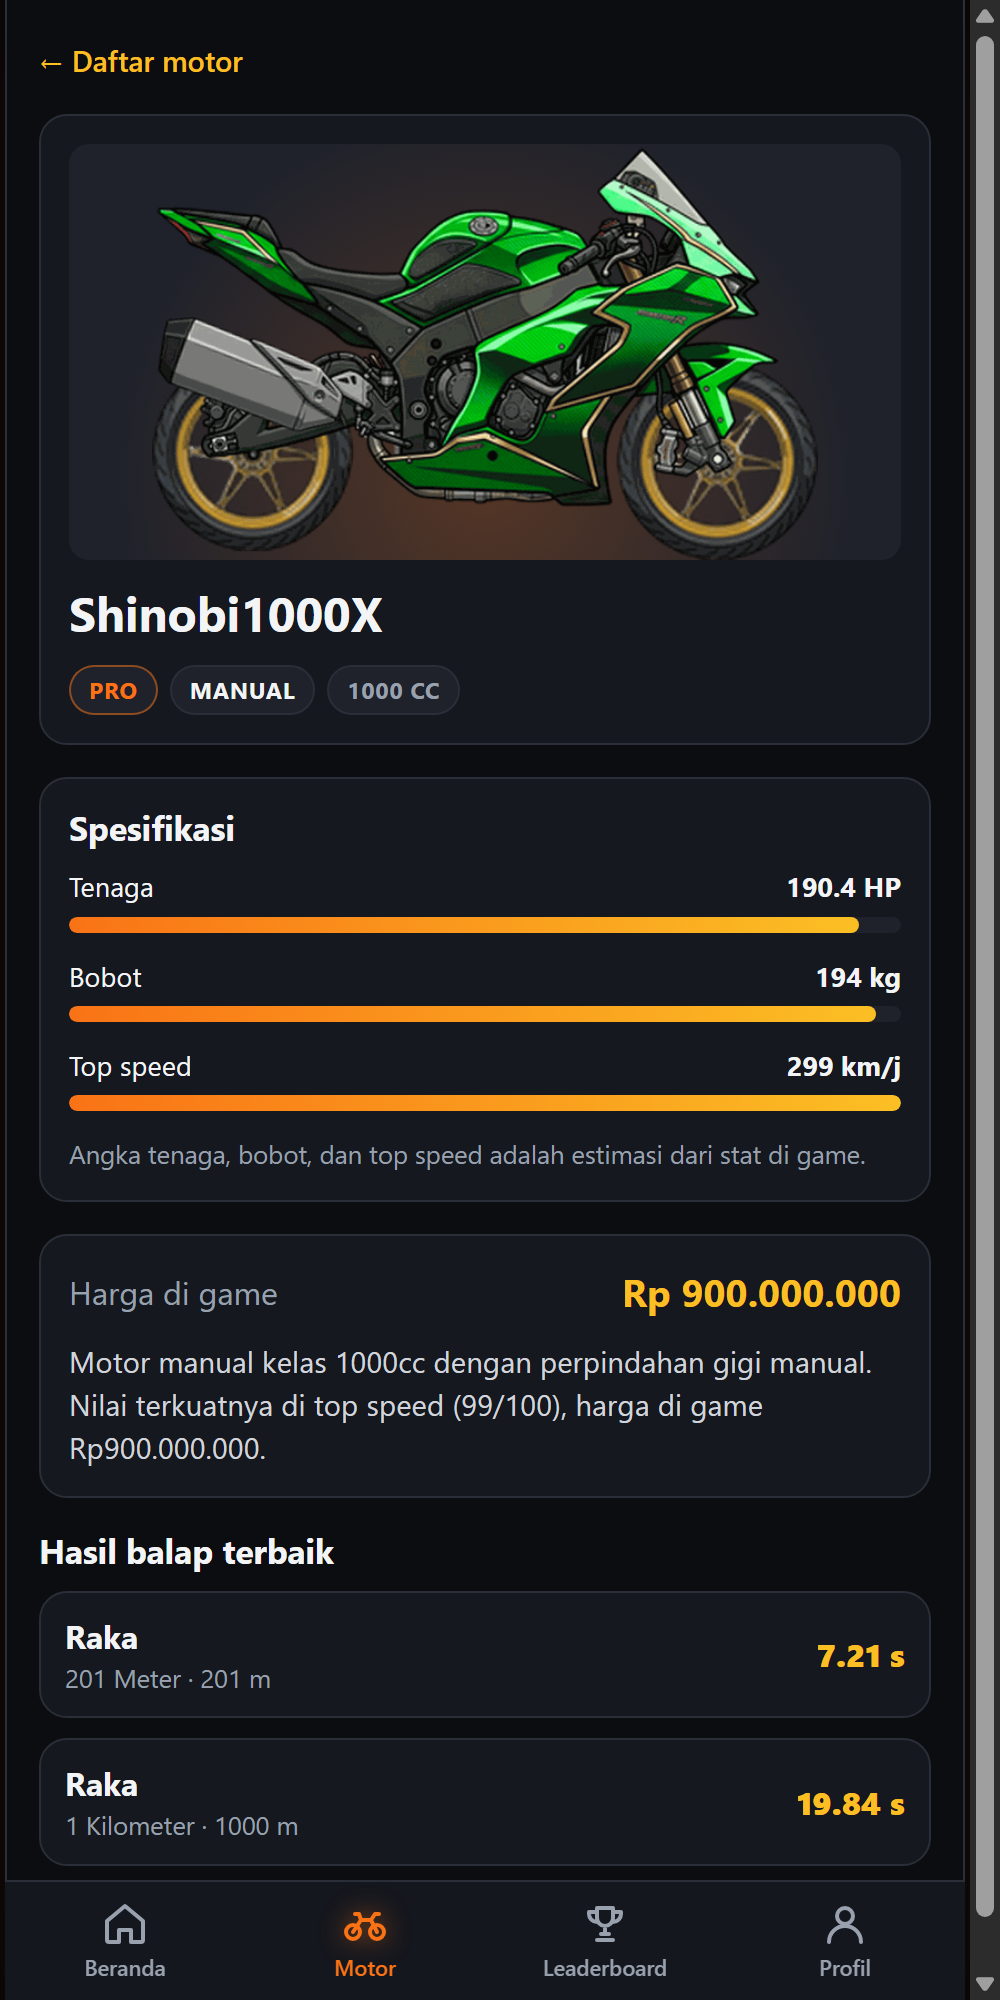 ← Daftar motor
Shinobi1000X
PRO
MANUAL
1000 CC
Spesifikasi
Tenaga
190.4 HP
Bobot
194 kg
Top speed
299 km/j
Angka tenaga, bobot, dan top speed adalah estimasi dari stat di game.
Harga di game
Rp 900.000.000
Motor manual kelas 1000cc dengan perpindahan gigi manual.
Nilai terkuatnya di top speed (99/100), harga di game
Rp900.000.000.
Hasil balap terbaik
Raka
201 Meter · 201 m
7.21 s
Raka
1 Kilometer · 1000 m
19.84 s
Beranda
Motor
Leaderboard
Profil